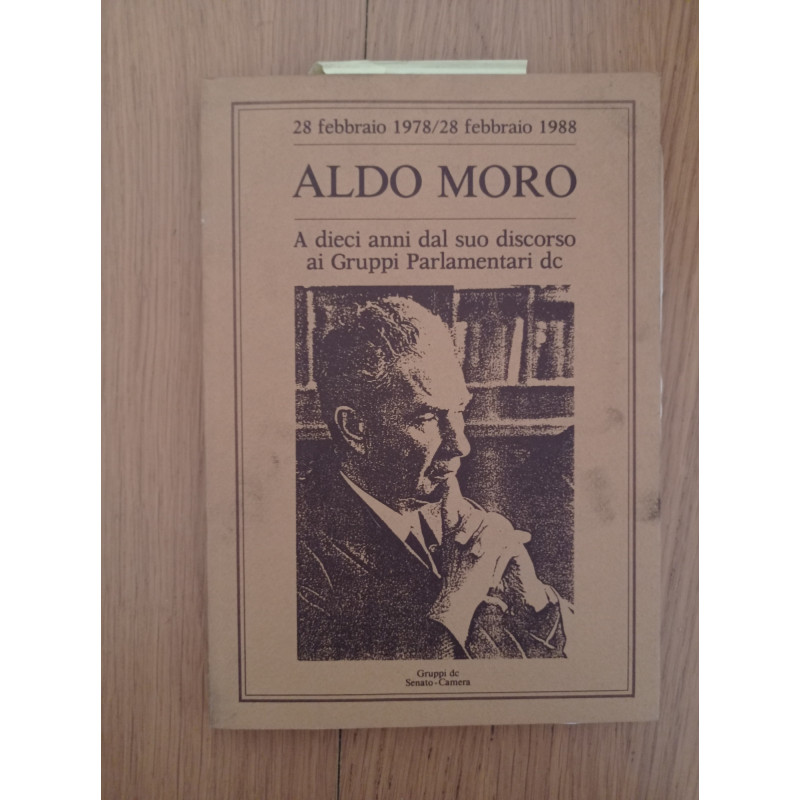 28 febbraio 1978/28 febbraio 1988
ALDO MORO
A dieci anni dal suo discorso
ai Gruppi Parlamentari dc
Gruppi dc
Senato-Camera